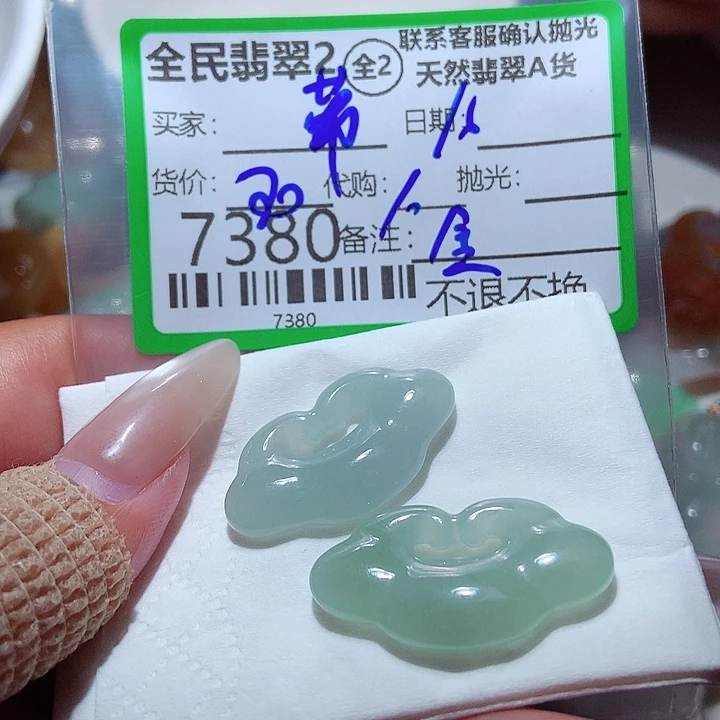 全民翡翠2 全2 联系客服确认抛光
天然翡翠A货
买家： 日期：
货价： 代购： 抛光：
7380 备注：
不退不换
7380